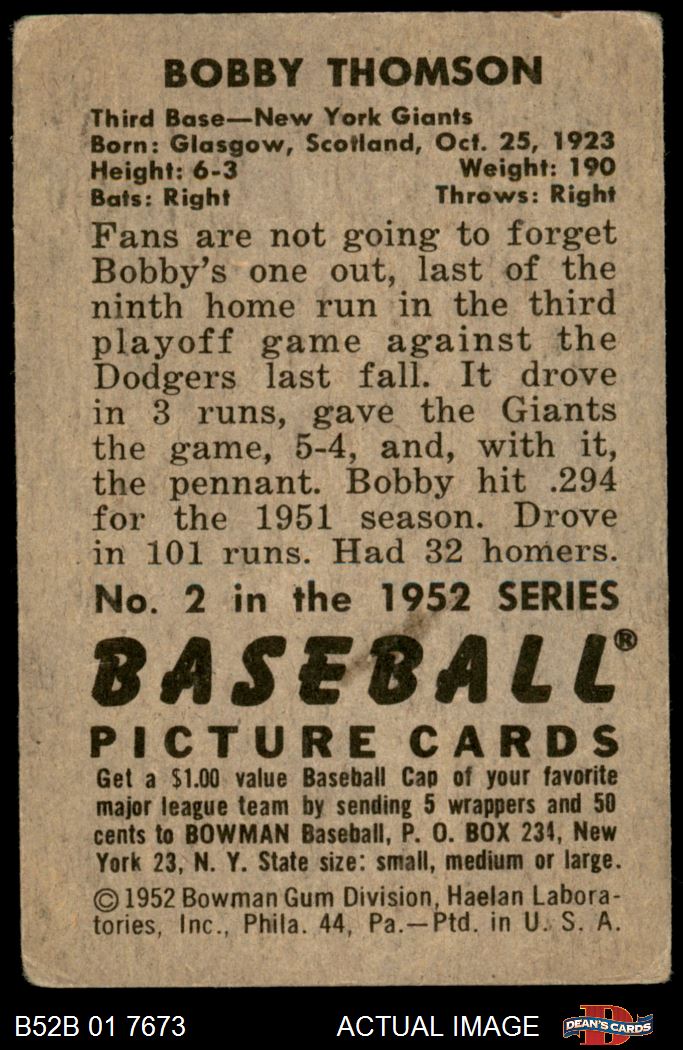 BOBBY THOMSON
Third Base—New York Giants
Born: Glasgow, Scotland, Oct. 25, 1923
Height: 6-3 Weight: 190
Bats: Right Throws: Right
Fans are not going to forget
Bobby's one out, last of the
ninth home run in the third
playoff game against the
Dodgers last fall. It drove
in 3 runs, gave the Giants
the game, 5-4, and, with it,
the pennant. Bobby hit .294
for the 1951 season. Drove
in 101 runs. Had 32 homers.
No. 2 in the 1952 SERIES
BASEBALL®
PICTURE CARDS
Get a $1.00 value Baseball Cap of your favorite
major league team by sending 5 wrappers and 50
cents to BOWMAN Baseball, P. O. BOX 234, New
York 23, N. Y. State size: small, medium or large.
©1952 Bowman Gum Division, Haelan Labora-
tories, Inc., Phila. 44, Pa.—Ptd. in U. S. A.
B52B 01 7673 ACTUAL IMAGE D DEAN'S CARDS